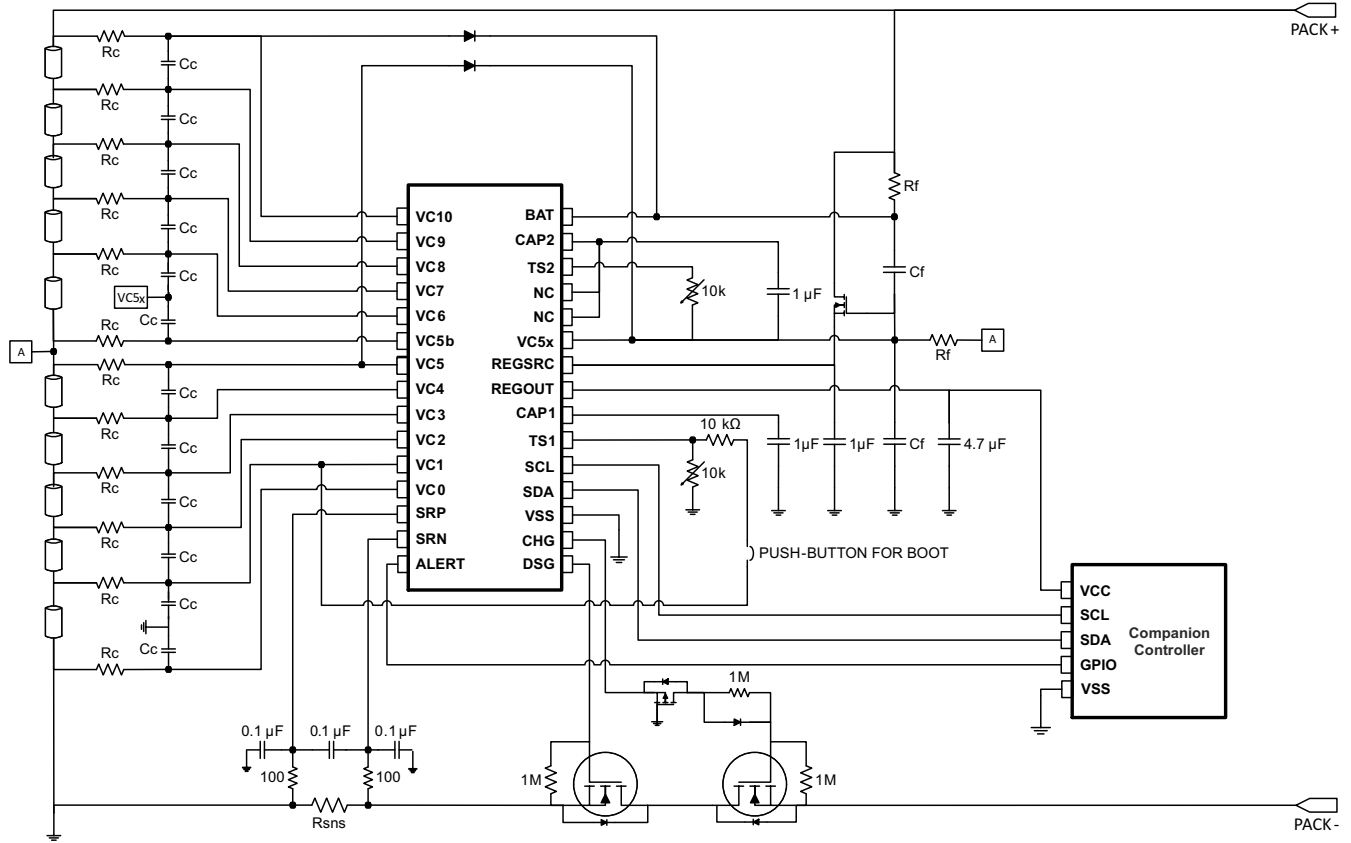 PACK+
Rc
Cc
Rc
Cc
Rc
Cc
Rc
Cc
Rc
Cc
VC5x
Cc
Rc
A
Rc
Cc
Rc
Cc
Rc
Cc
Rc
Cc
Rc
Cc
Cc
Rc
VC10
VC9
VC8
VC7
VC6
VC5b
VC5
VC4
VC3
VC2
VC1
VC0
SRP
SRN
ALERT
BAT
CAP2
TS2
NC
NC
VC5x
REGSRC
REGOUT
CAP1
TS1
SCL
SDA
VSS
CHG
DSG
Rf
Cf
10k
1 µF
Rf
A
10 kΩ
10k
1µF
1µF
Cf
4.7 µF
PUSH-BUTTON FOR BOOT
VCC
SCL
SDA
GPIO
VSS
Companion
Controller
0.1 µF
0.1 µF
0.1 µF
100
100
Rsns
1M
1M
1M
PACK-